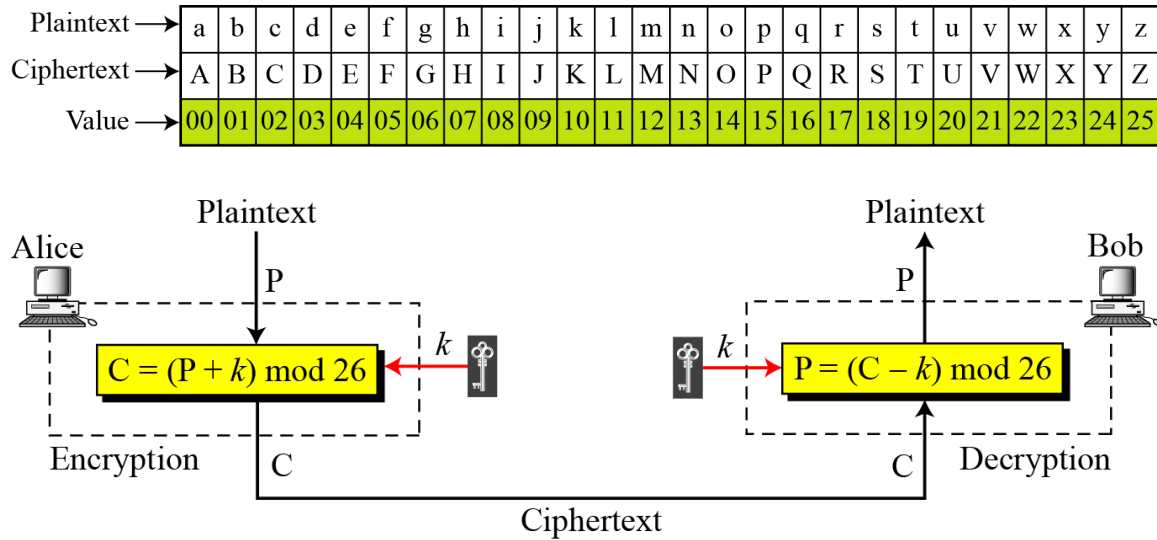 Plaintext a b c d e f g h i j k l m n o p q r s t u v w x y z
Ciphertext A B C D E F G H I J K L M N O P Q R S T U V W X Y Z
Value 00 01 02 03 04 05 06 07 08 09 10 11 12 13 14 15 16 17 18 19 20 21 22 23 24 25
Plaintext Plaintext
Alice Bob
P P
k k
C = (P + k) mod 26 P = (C – k) mod 26
Encryption C C Decryption
Ciphertext